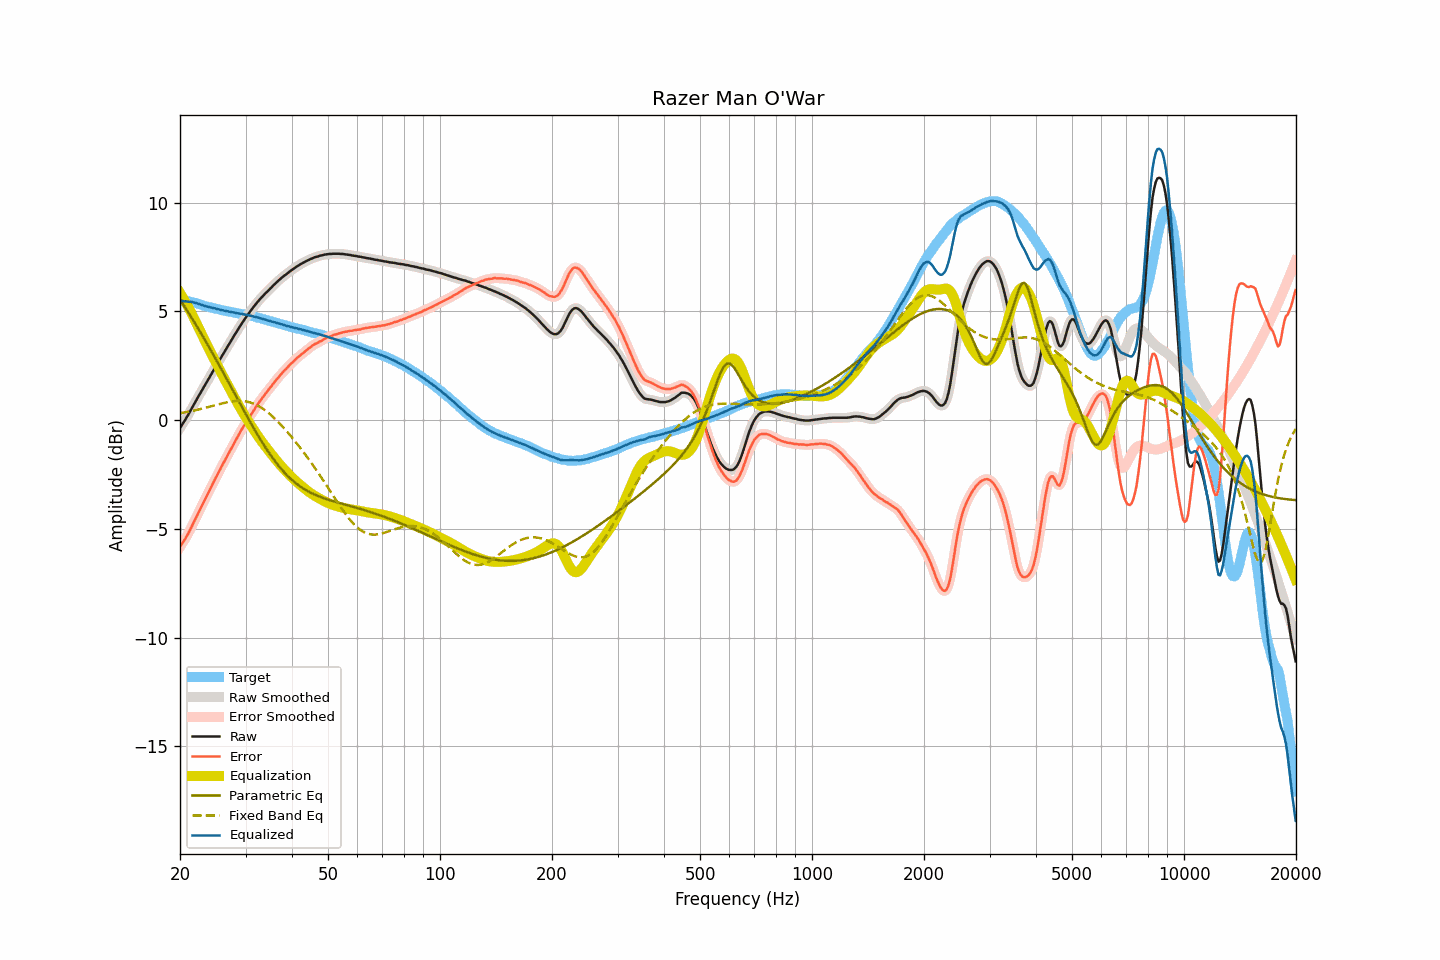 Razer Man O'War
Amplitude (dBr)
10
5
0
−5
−10
−15
Target
Raw Smoothed
Error Smoothed
Raw
Error
Equalization
Parametric Eq
Fixed Band Eq
Equalized
20 50 100 200 500 1000 2000 5000 10000 20000
Frequency (Hz)